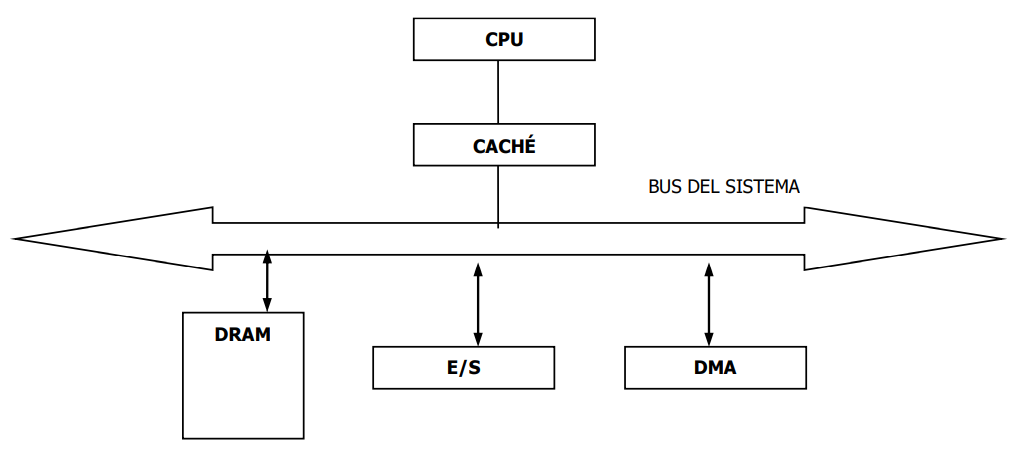 CPU
CACHÉ
BUS DEL SISTEMA
DRAM
E/S
DMA